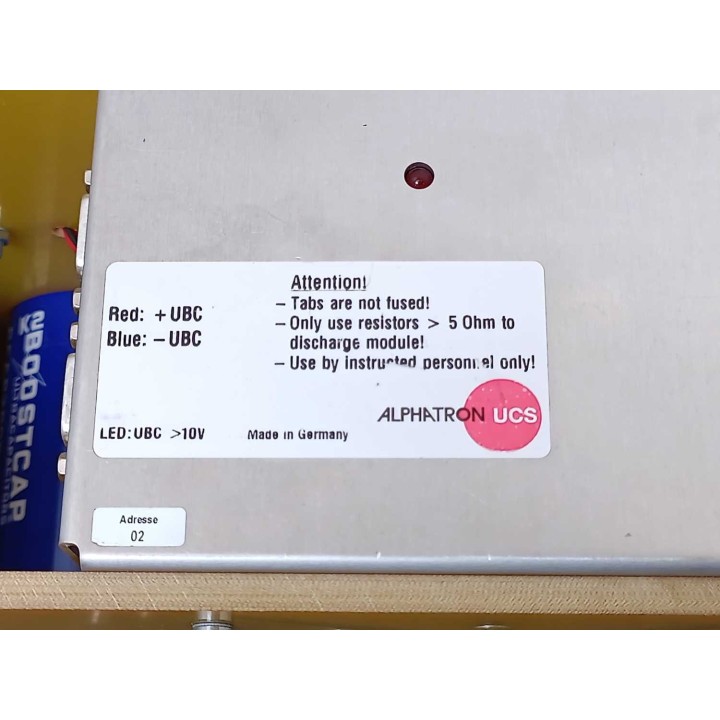 Attention!
– Tabs are not fused!
– Only use resistors > 5 Ohm to
discharge module!
– Use by instructed personnel only!
Red: +UBC
Blue: –UBC
ALPHATRON UCS
LED: UBC >10V
Made in Germany
Adresse
02
BOOSTCAP
ULTRACAPACITORS